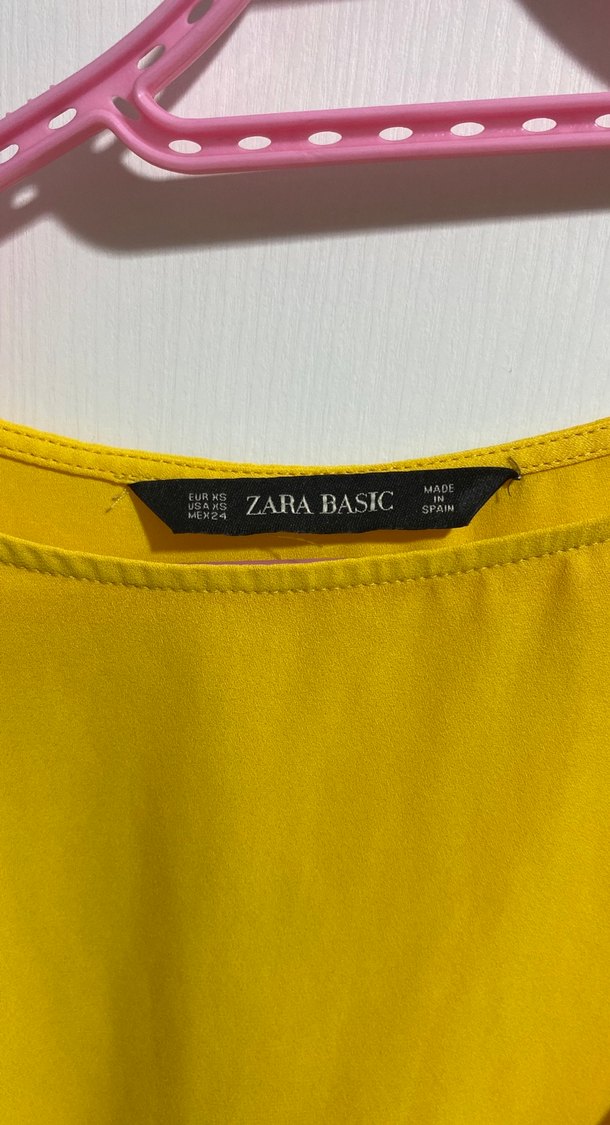 EUR XS
USA XS
MEX 24
ZARA BASIC
MADE
IN
SPAIN